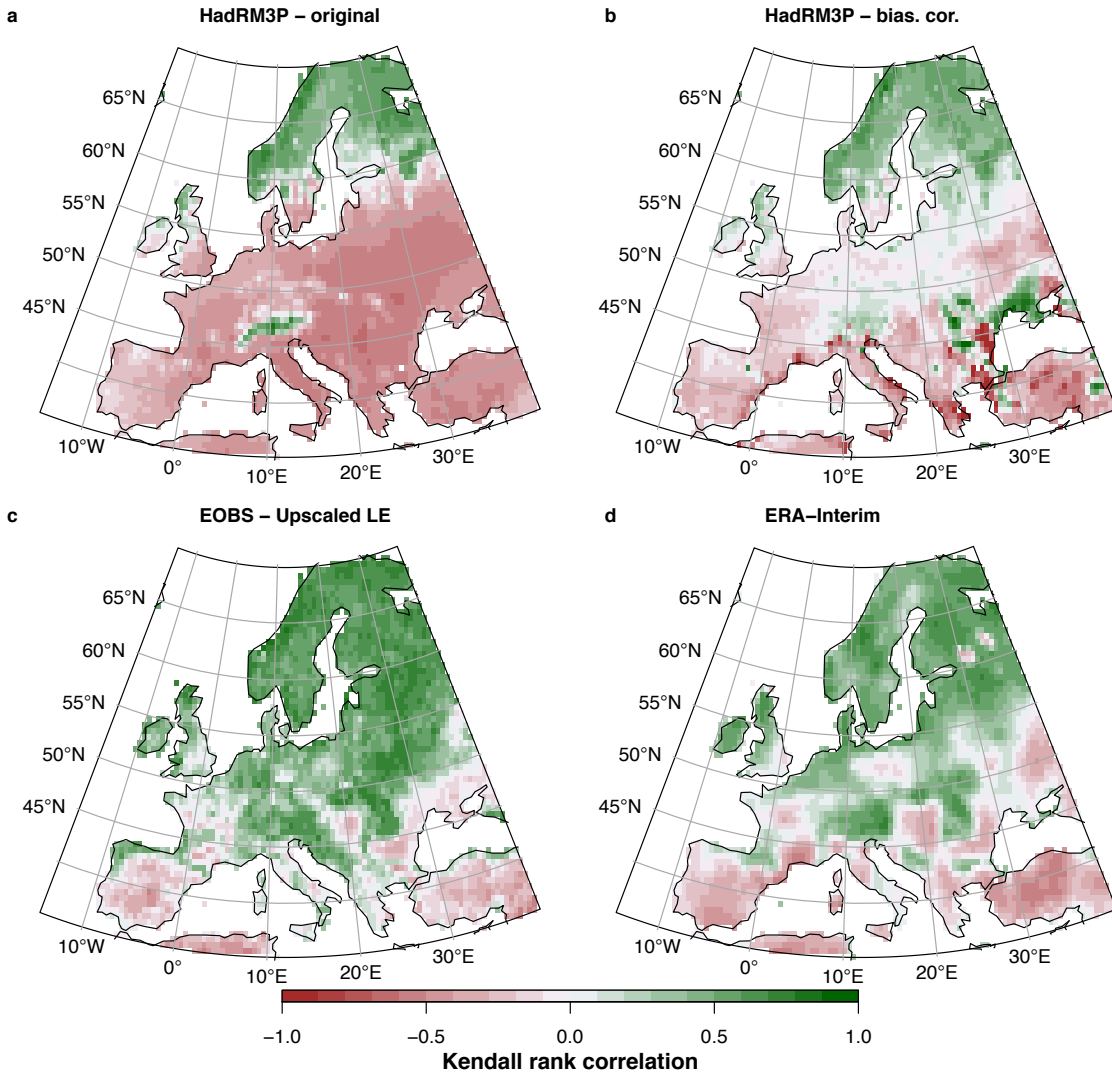 a
HadRM3P – original
65°N
60°N
55°N
50°N
45°N
10°W
0°
10°E
20°E
30°E
b
HadRM3P – bias. cor.
65°N
60°N
55°N
50°N
45°N
10°W
0°
10°E
20°E
30°E
c
EOBS – Upscaled LE
65°N
60°N
55°N
50°N
45°N
10°W
0°
10°E
20°E
30°E
d
ERA–Interim
65°N
60°N
55°N
50°N
45°N
10°W
0°
10°E
20°E
30°E
−1.0 −0.5 0.0 0.5 1.0
Kendall rank correlation